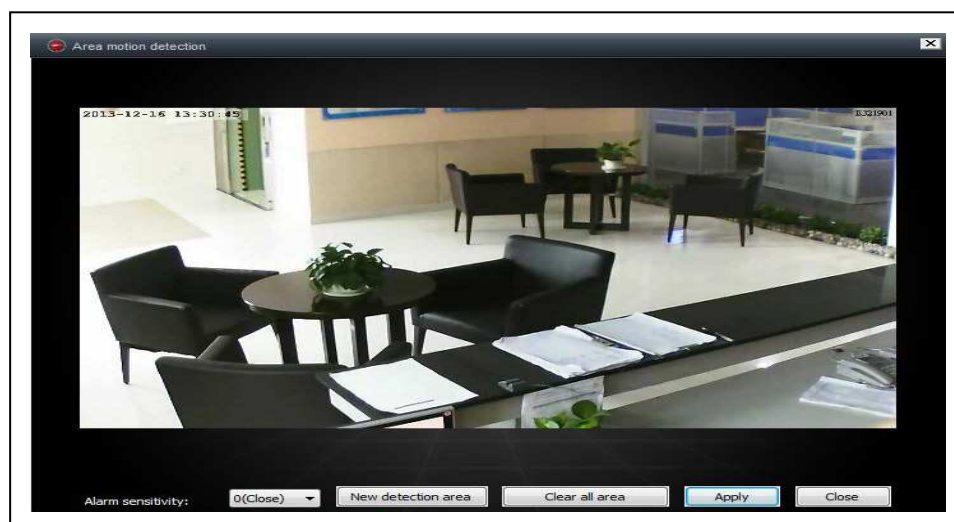 Area motion detection
2013-12-16 13:30:45
B321901
Alarm sensitivity: 0(Close) New detection area Clear all area Apply Close